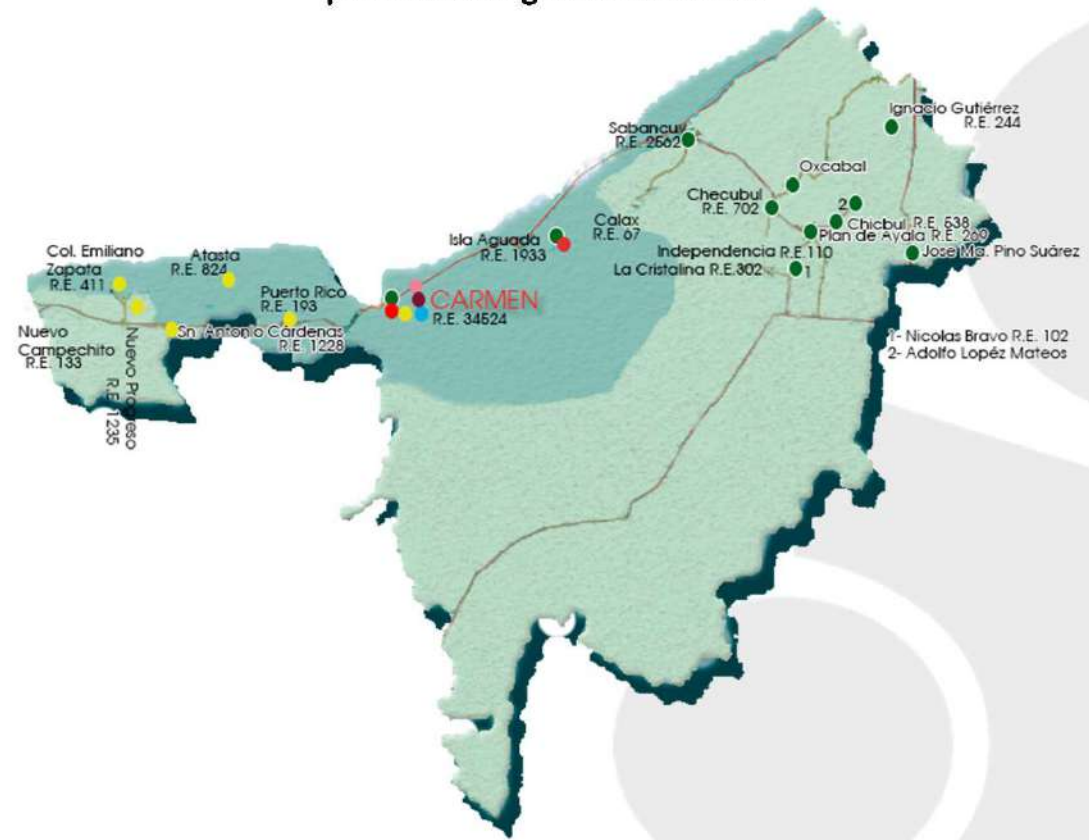 Ignacio Gutiérrez
R.E. 244
Sabancuy
R.E. 2562
Oxcabal
Checubul
R.E. 702
2
Chicbul R.E. 538
Plan de Ayala R.E. 269
Calax
R.E. 67
Isla Aguada
R.E. 1933
Independencia R.E.110
Jose Ma. Pino Suárez
La Cristalina R.E.302
1
Col. Emiliano
Zapata
R.E. 411
Atasta
R.E. 824
Puerto Rico
R.E. 193
CARMEN
R.E. 34524
Sn. Antonio Cárdenas
R.E. 1228
Nuevo
Campechito
R.E. 133
Nuevo Progreso
R.E. 1235
1- Nicolas Bravo R.E. 102
2- Adolfo Lopéz Mateos